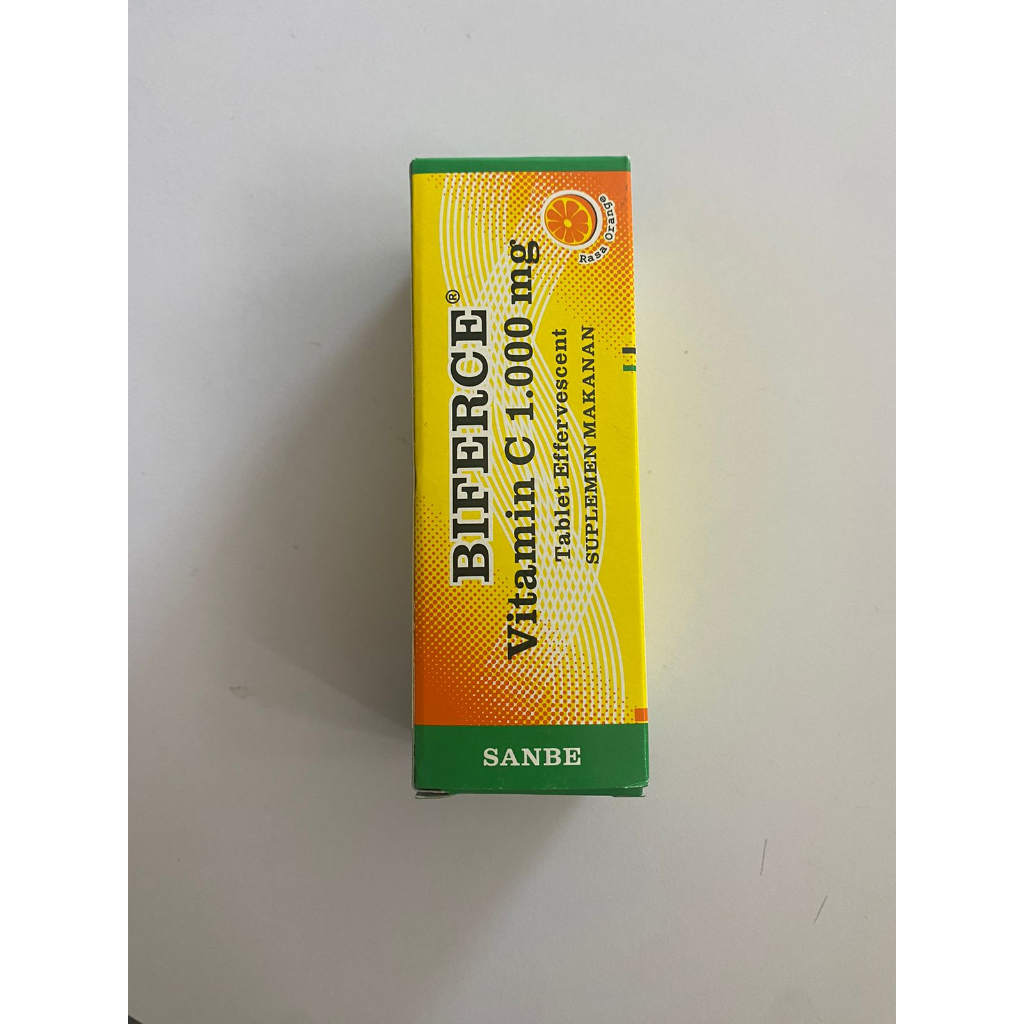 BIFERCE®
Vitamin C 1.000 mg
Tablet Effervescent
SUPLEMEN MAKANAN
Rasa Orange
SANBE